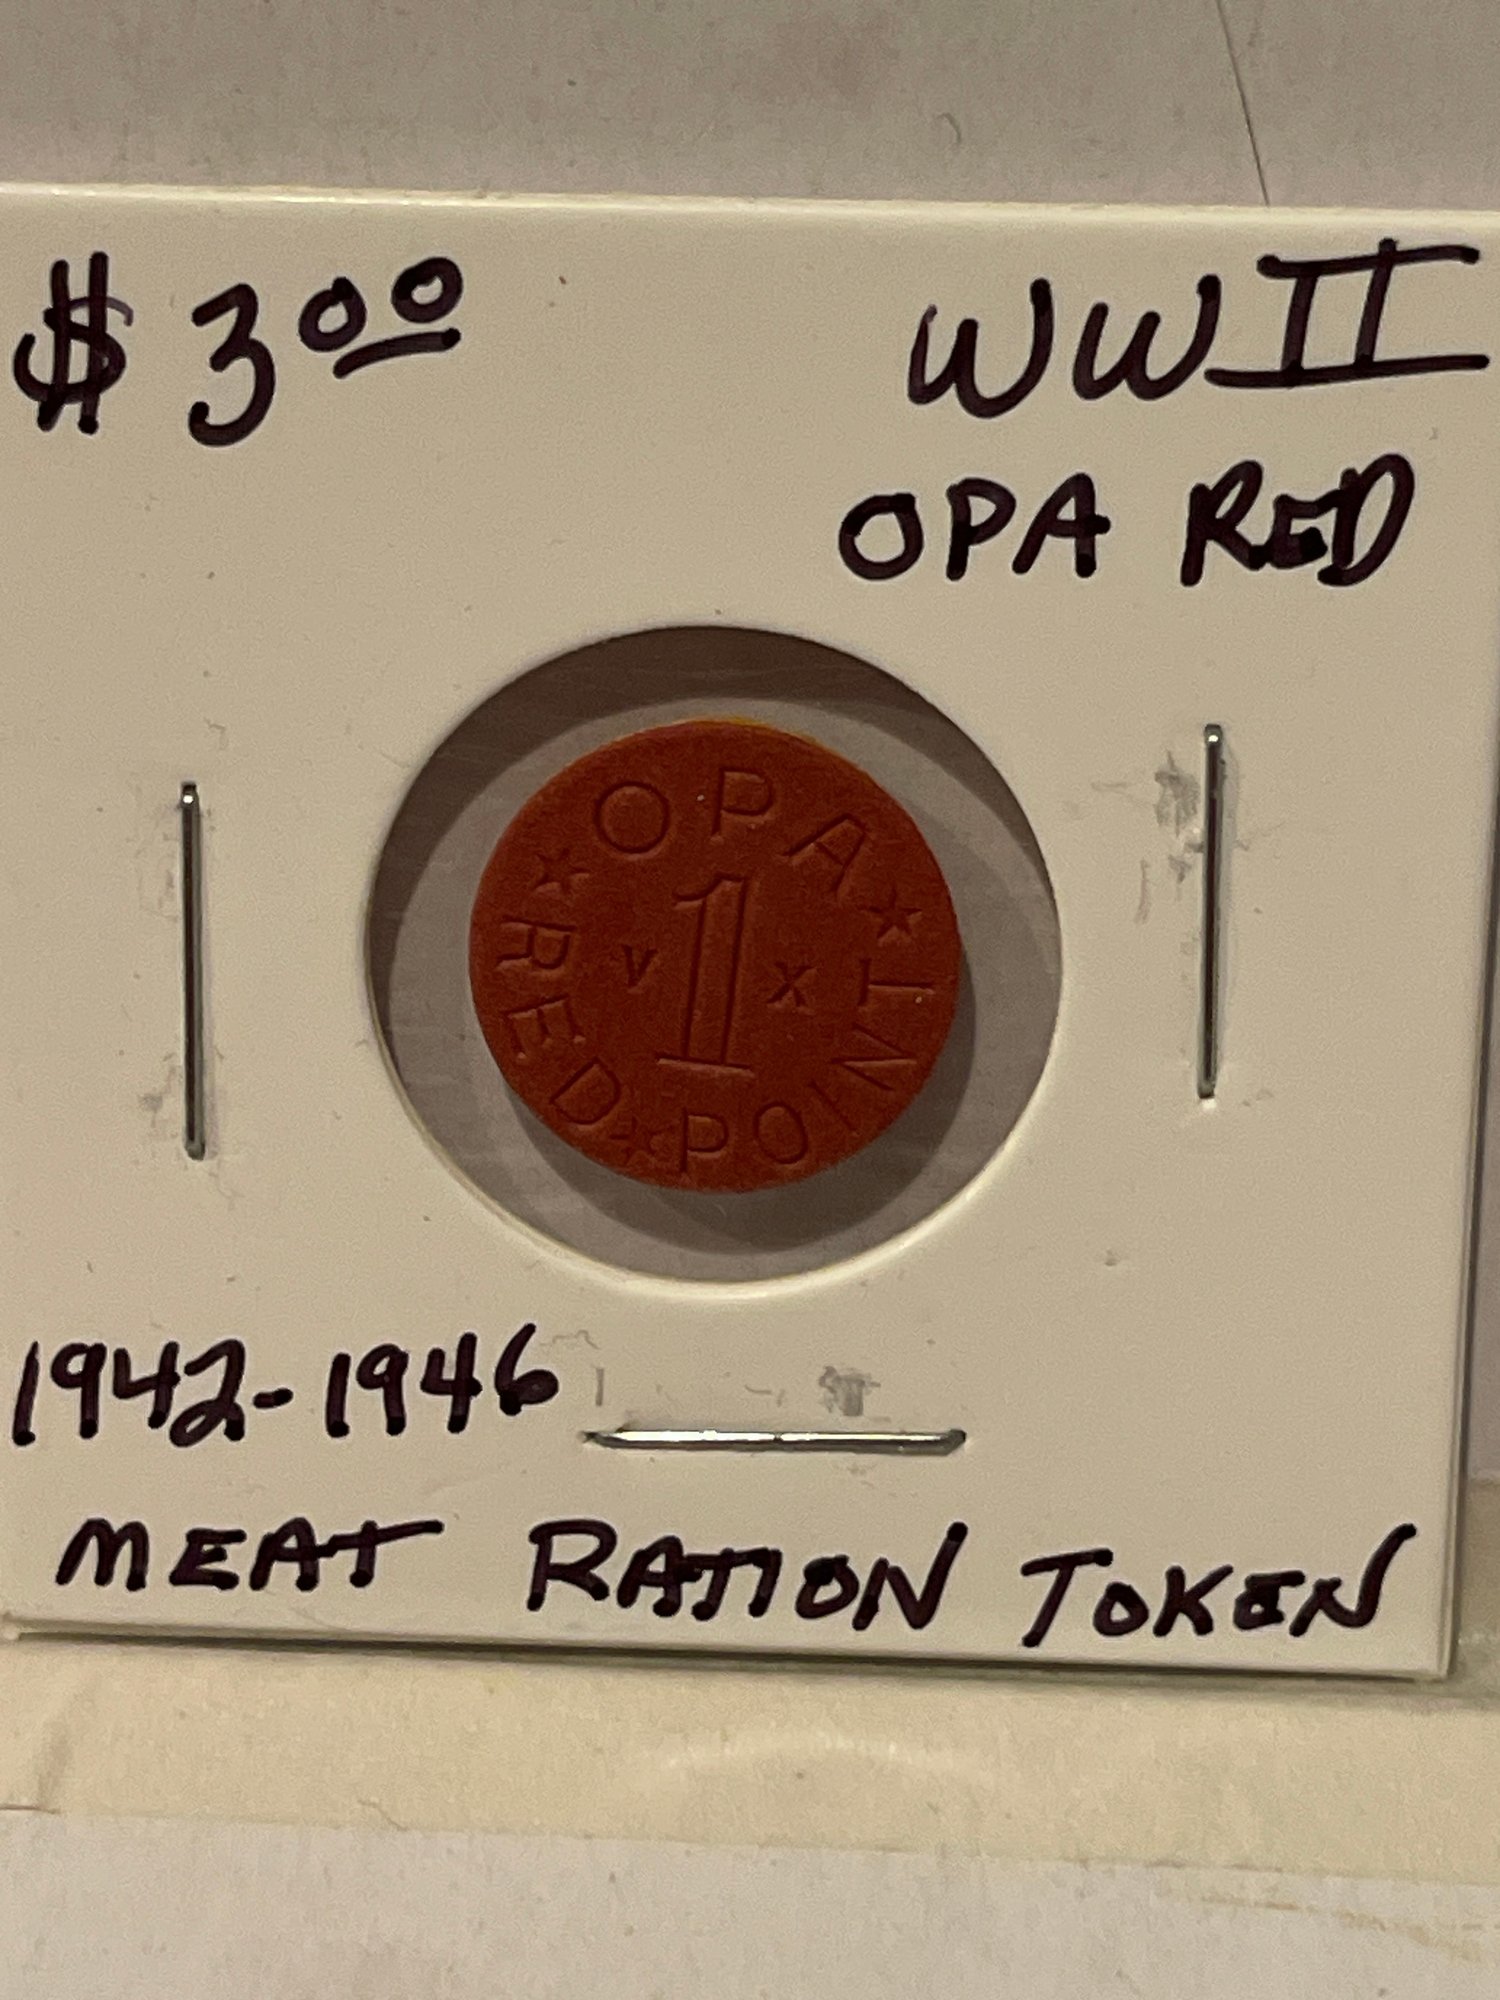 $3.00
WWII
OPA RED
OPA
RED POINT
V 1 X
1942-1946
MEAT RATION TOKEN